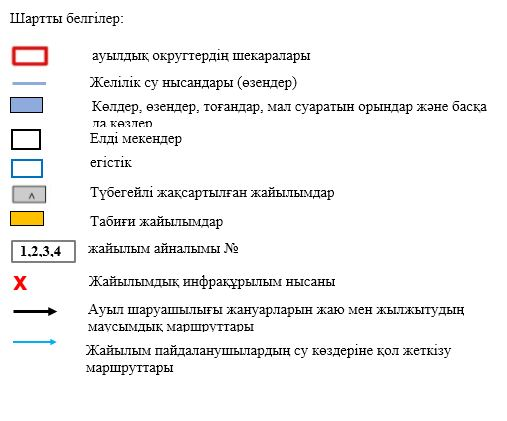 Шартты белгілер:
ауылдық округтердің шекаралары
Желілік су нысандары (өзендер)
Көлдер, өзендер, тоғандар, мал суаратын орындар және басқа
да көздер
Елді мекендер
егістік
Түбегейлі жақсартылған жайылымдар
Табиғи жайылымдар
1,2,3,4 жайылым айналымы №
X Жайылымдық инфрақұрылым нысаны
Ауыл шаруашылығы жануарларын жаю мен жылжытудың
маусымдық маршруттары
Жайылым пайдаланушылардың су көздеріне қол жеткізу
маршруттары